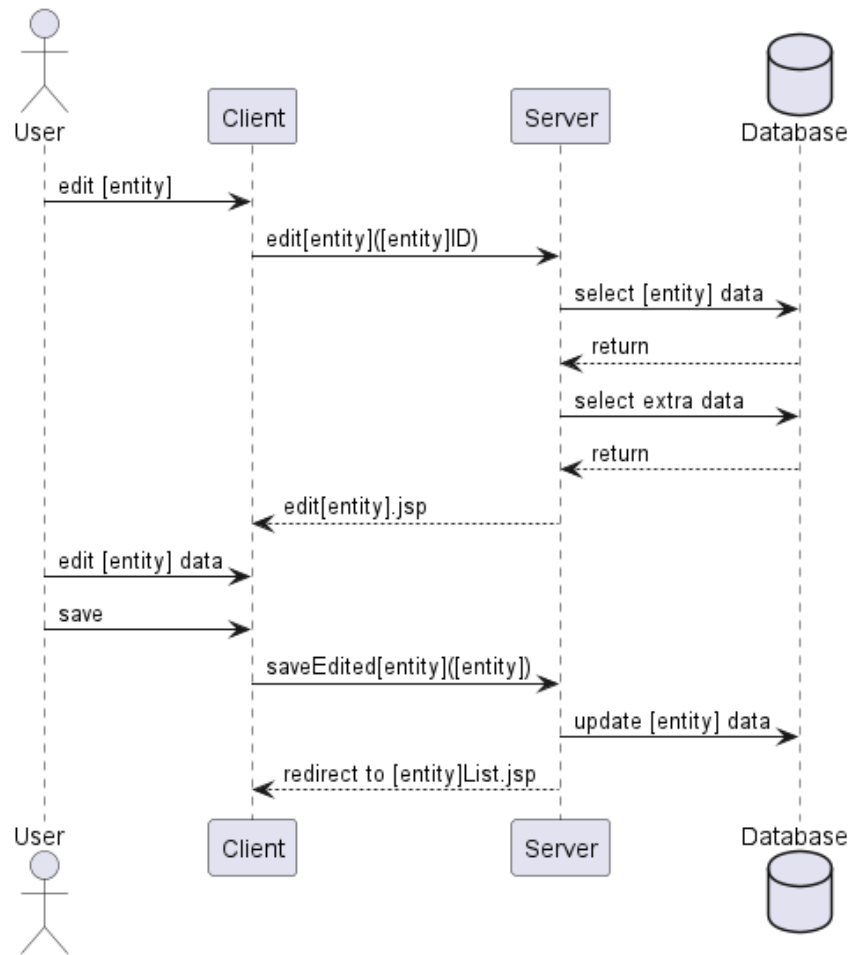 User
Client
Server
Database
edit [entity]
edit[entity]([entity]ID)
select [entity] data
return
select extra data
return
edit[entity].jsp
edit [entity] data
save
saveEdited[entity]([entity])
update [entity] data
redirect to [entity]List.jsp
User
Client
Server
Database